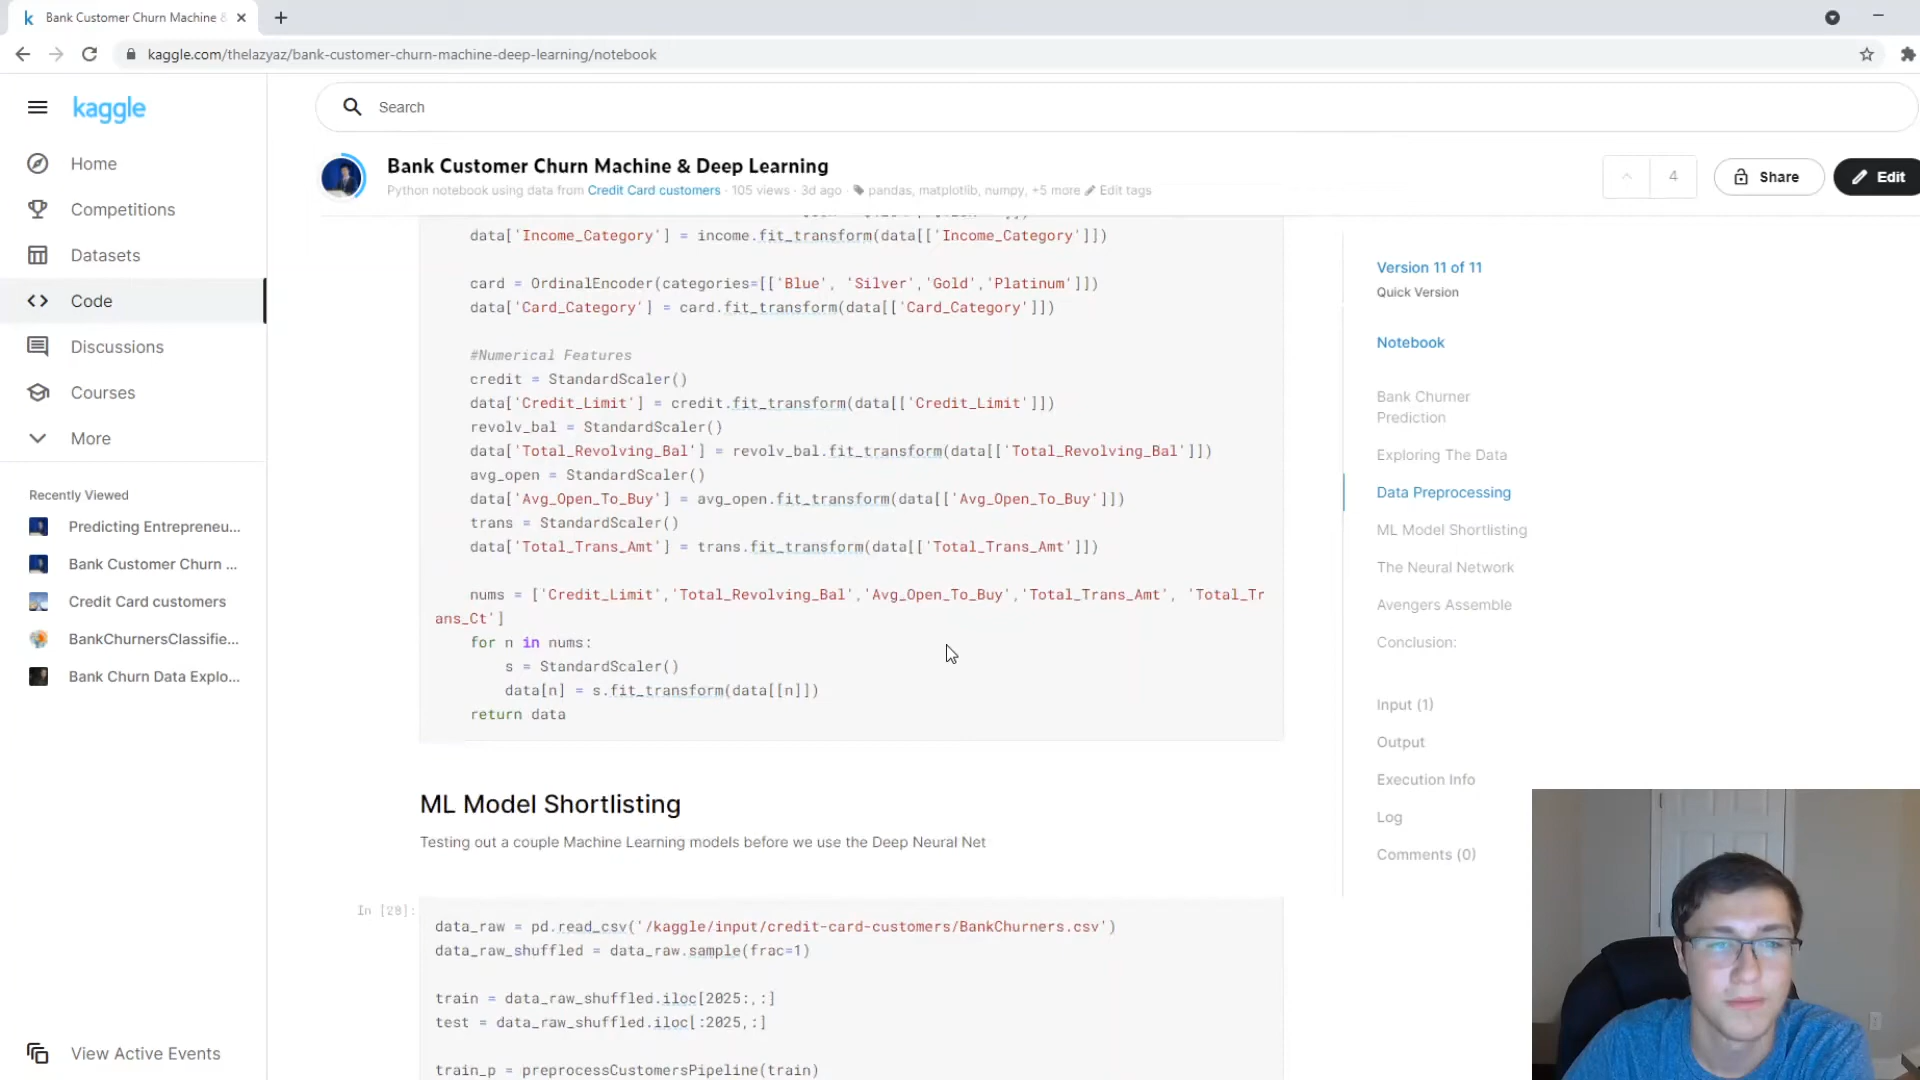 Bank Customer Churn Machine &
kaggle.com/thelazyaz/bank-customer-churn-machine-deep-learning/notebook
kaggle
Search
Home
Competitions
Datasets
Code
Discussions
Courses
More
Recently Viewed
Predicting Entrepreneu...
Bank Customer Churn ...
Credit Card customers
BankChurnersClassifie...
Bank Churn Data Explo...
View Active Events
Bank Customer Churn Machine & Deep Learning
Python notebook using data from Credit Card customers · 105 views · 3d ago · pandas, matplotlib, numpy, +5 more Edit tags
4
Share
Edit
data['Income_Category'] = income.fit_transform(data[['Income_Category']])
card = OrdinalEncoder(categories=[['Blue', 'Silver','Gold','Platinum']])
data['Card_Category'] = card.fit_transform(data[['Card_Category']])
#Numerical Features
credit = StandardScaler()
data['Credit_Limit'] = credit.fit_transform(data[['Credit_Limit']])
revolv_bal = StandardScaler()
data['Total_Revolving_Bal'] = revolv_bal.fit_transform(data[['Total_Revolving_Bal']])
avg_open = StandardScaler()
data['Avg_Open_To_Buy'] = avg_open.fit_transform(data[['Avg_Open_To_Buy']])
trans = StandardScaler()
data['Total_Trans_Amt'] = trans.fit_transform(data[['Total_Trans_Amt']])
nums = ['Credit_Limit','Total_Revolving_Bal','Avg_Open_To_Buy','Total_Trans_Amt', 'Total_Tr
ans_Ct']
for n in nums:
s = StandardScaler()
data[n] = s.fit_transform(data[[n]])
return data
ML Model Shortlisting
Testing out a couple Machine Learning models before we use the Deep Neural Net
In [28]:
data_raw = pd.read_csv('/kaggle/input/credit-card-customers/BankChurners.csv')
data_raw_shuffled = data_raw.sample(frac=1)
train = data_raw_shuffled.iloc[2025:,:]
test = data_raw_shuffled.iloc[:2025,:]
train_p = preprocessCustomersPipeline(train)
Version 11 of 11
Quick Version
Notebook
Bank Churner
Prediction
Exploring The Data
Data Preprocessing
ML Model Shortlisting
The Neural Network
Avengers Assemble
Conclusion:
Input (1)
Output
Execution Info
Log
Comments (0)